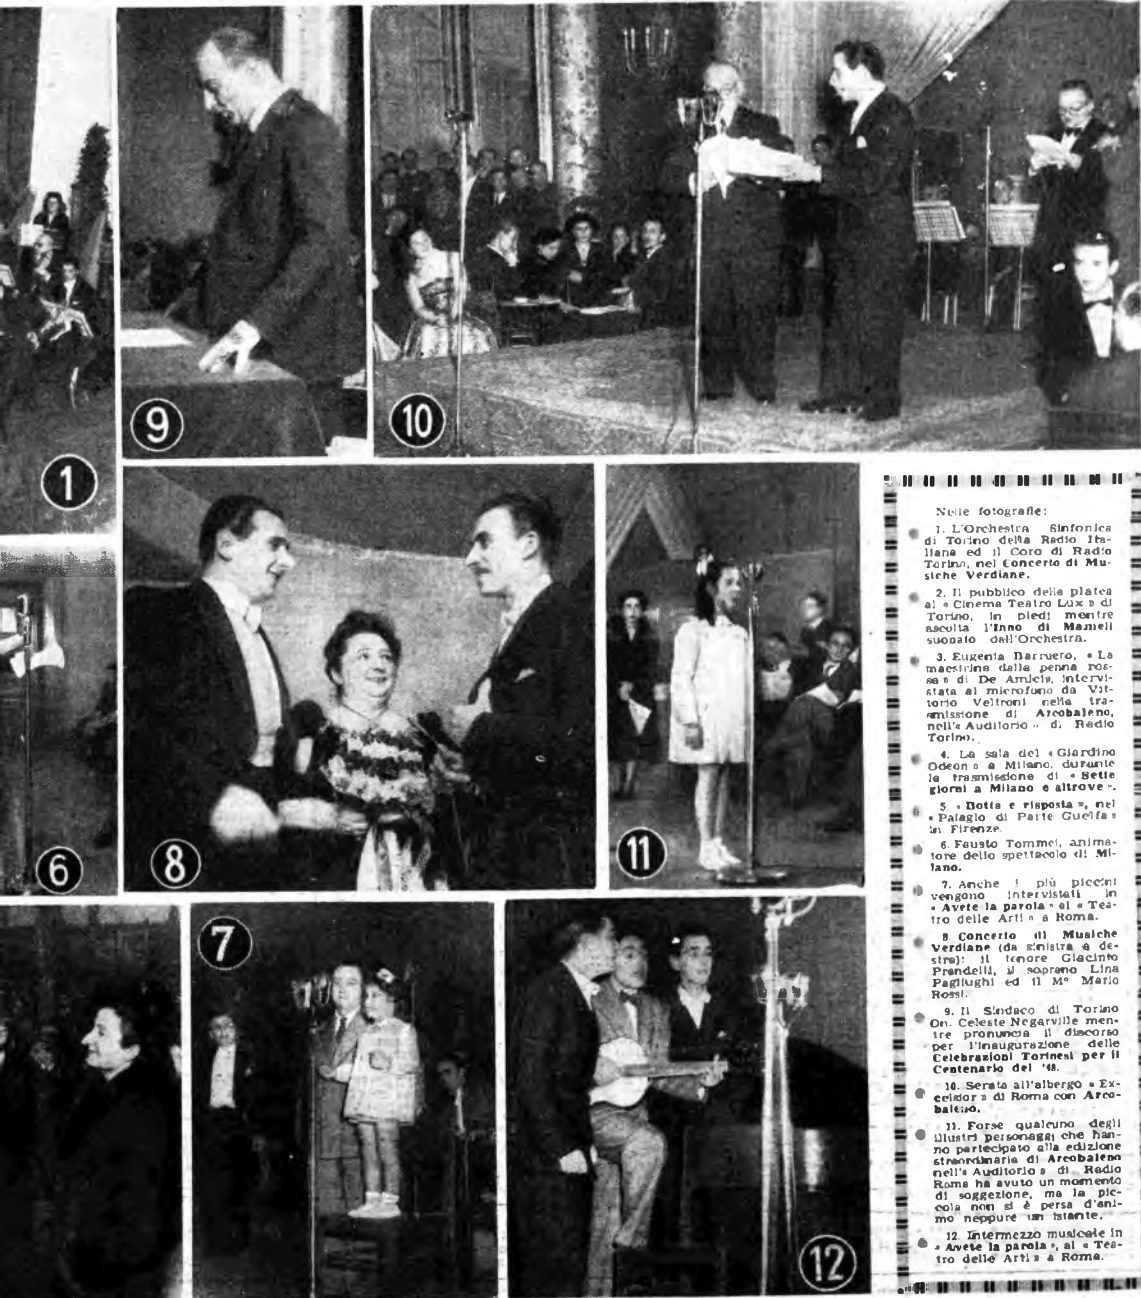 9
10
1
8
11
6
7
12
Nelle fotografie:
1. L'Orchestra Sinfonica
di Torino della Radio Ita-
liana ed il Coro di Radio
Torino, nel Concerto di Mu-
siche Verdiane.
2. Il pubblico della platea
al « Cinema Teatro Lux » di
Torino, in piedi mentre
ascolta l'Inno di Mameli
suonato dall'Orchestra.
3. Eugenia Barruero, « La
maestrina dalla penna ros-
sa » di De Amicis, intervi-
stata al microfono da Vit-
torio Veltroni nella tra-
smissione di Arcobaleno,
nell'« Auditorio » di Radio
Torino.
4. La sala del « Giardino
Odeon » a Milano, durante
la trasmissione di « Sette
giorni a Milano e altrove ».
5. « Botta e risposta », nel
« Palagio di Parte Guelfa »
in Firenze.
6. Fausto Tommei, anima-
tore dello spettacolo di Mi-
lano.
7. Anche i più piccini
vengono intervistati in
« Avete la parola » al « Tea-
tro delle Arti » a Roma.
8. Concerto di Musiche
Verdiane (da sinistra a de-
stra): il tenore Giacinto
Prandelli, il soprano Lina
Pagliughi ed il M° Mario
Rossi.
9. Il Sindaco di Torino
On. Celeste Negarville men-
tre pronuncia il discorso
per l'inaugurazione delle
Celebrazioni Torinesi per il
Centenario del '48.
10. Serata all'albergo « Ex-
celsior » di Roma con Arco-
baleno.
11. Forse qualcuno degli
illustri personaggi che han-
no partecipato alla edizione
straordinaria di Arcobaleno
nell'« Auditorio » di Radio
Roma ha avuto un momento
di soggezione, ma la pic-
cola non si è persa d'ani-
mo neppure un istante.
12. Intermezzo musicale in
« Avete la parola », al « Tea-
tro delle Arti » a Roma.